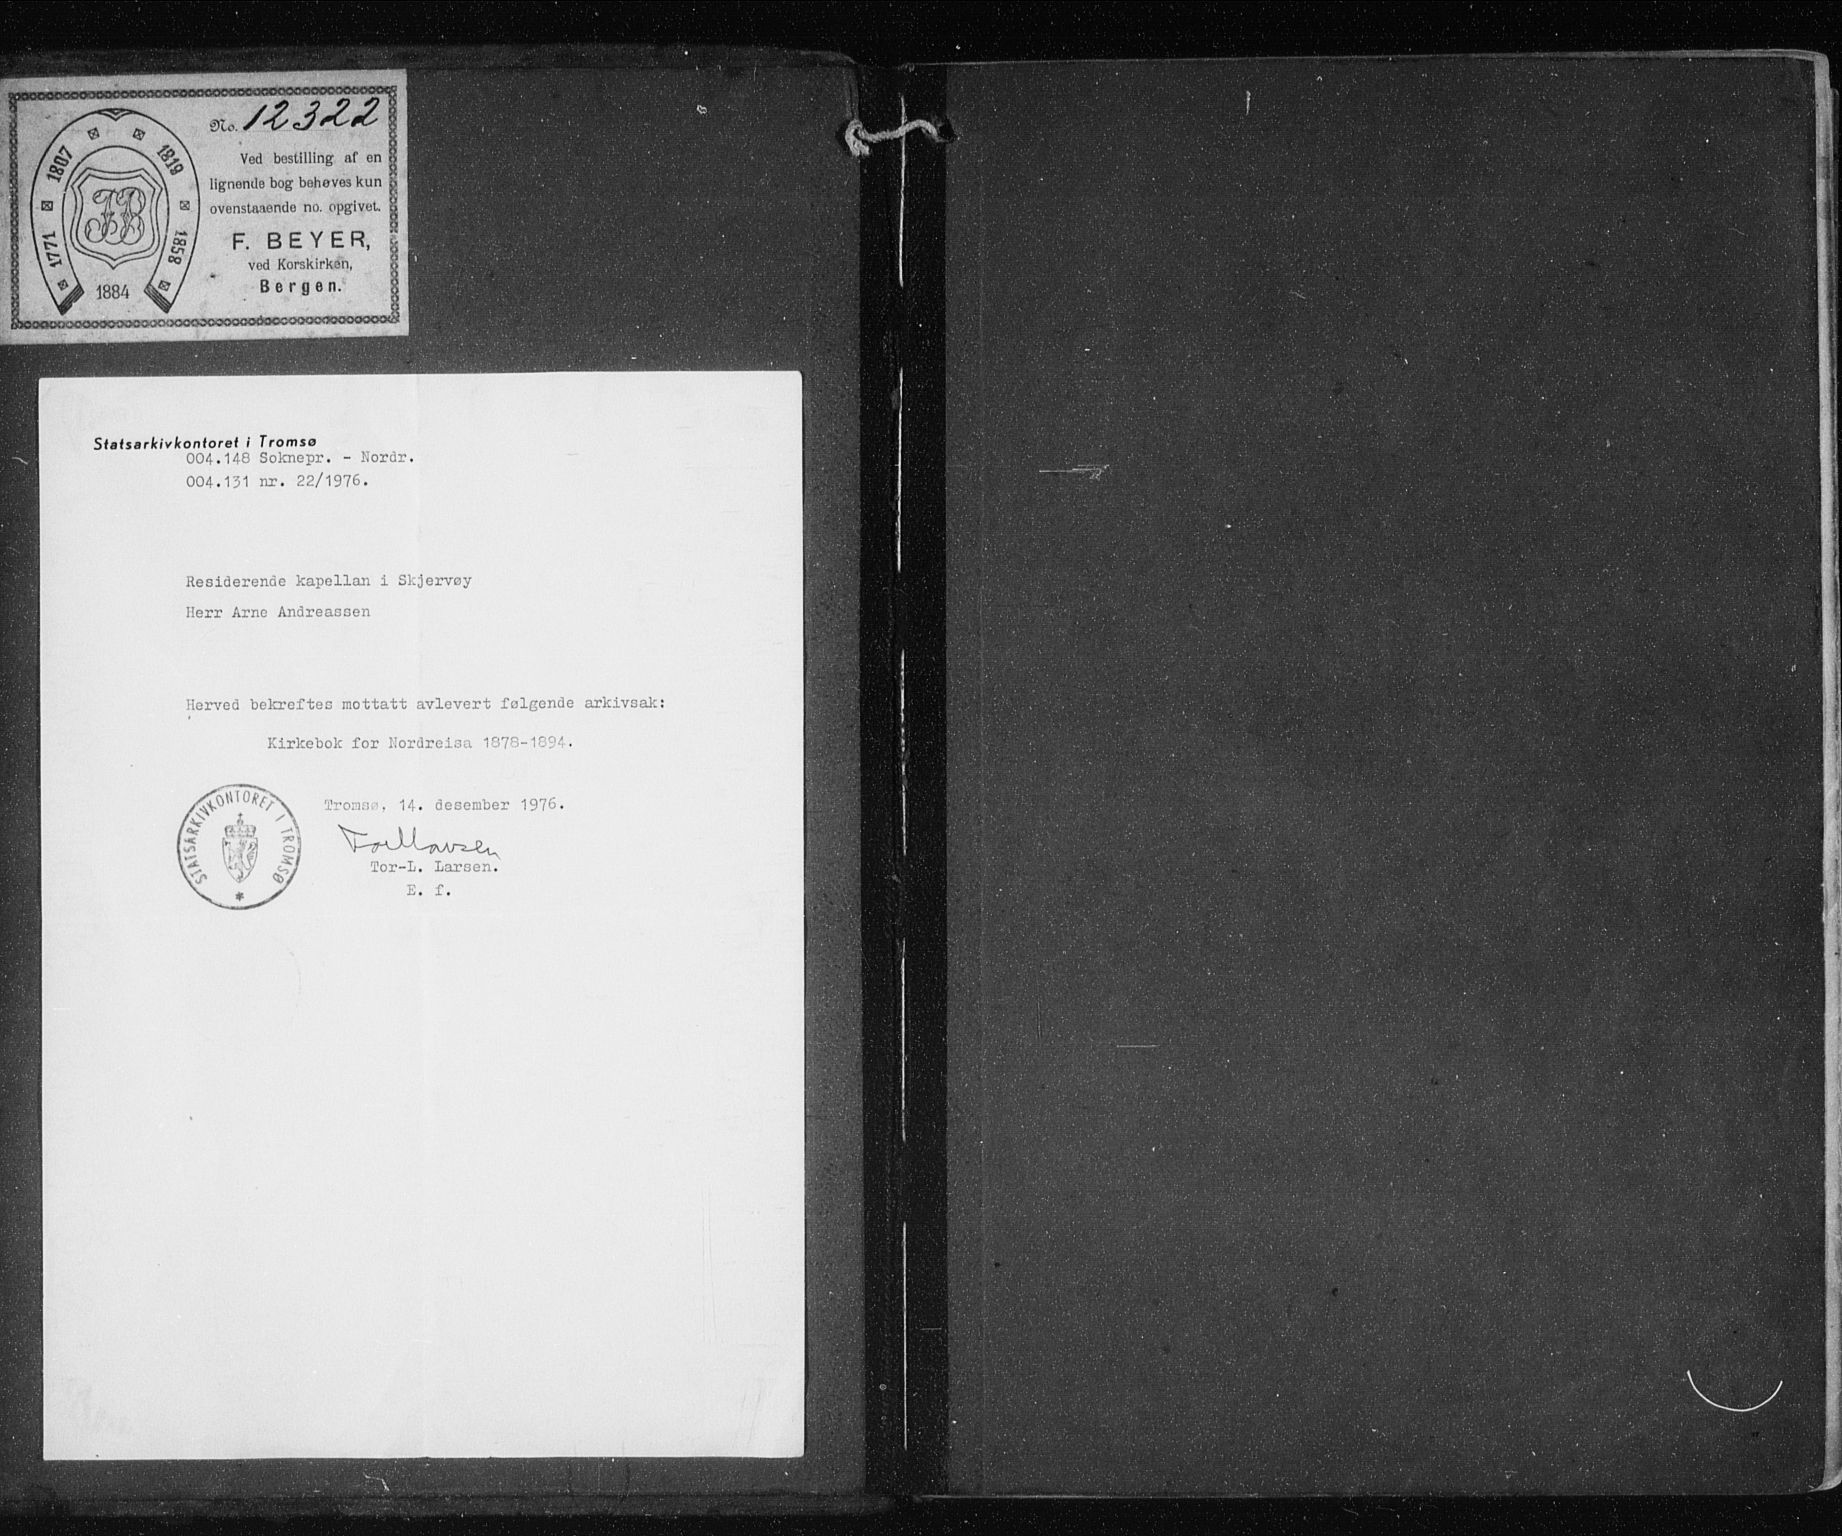 No. 12322
Ved bestilling af en
lignende bog behøves kun
ovenstaaende no. opgivet.
F. BEYER,
ved Korskirken,
Bergen.
1771 1807 1819 1858
FB
1884
Statsarkivkontoret i Tromsø
004.148 Soknepr. - Nordr.
004.131 nr. 22/1976.
Residerende kapellan i Skjervøy
Herr Arne Andreassen
Herved bekreftes mottatt avlevert følgende arkivsak:
Kirkebok for Nordreisa 1878-1894.
Tromsø, 14. desember 1976.
STATSARKIVKONTORET I TROMSØ
Tor-L. Larsen.
E. f.